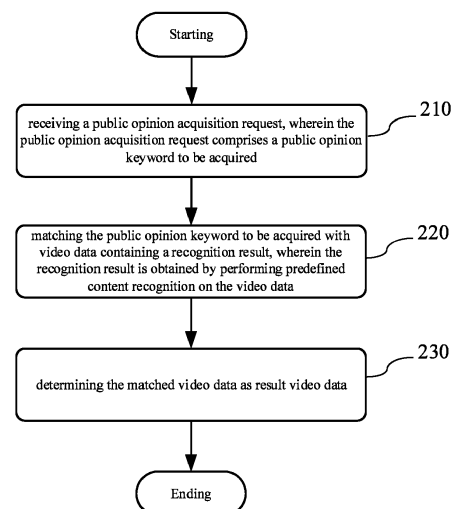 Starting
receiving a public opinion acquisition request, wherein the
public opinion acquisition request comprises a public opinion
keyword to be acquired
210
matching the public opinion keyword to be acquired with
video data containing a recognition result, wherein the
recognition result is obtained by performing predefined
content recognition on the video data
220
determining the matched video data as result video data
230
Ending